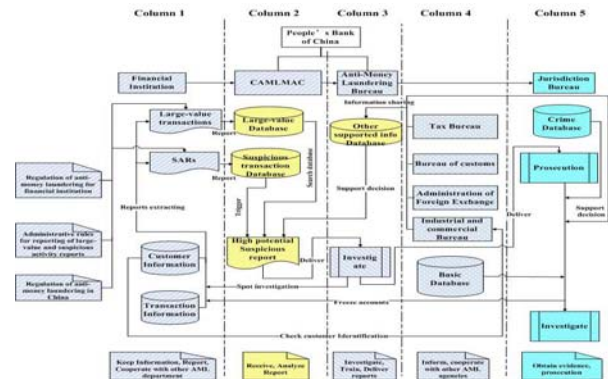 Column 1
Column 2
Column 3
Column 4
Column 5
People's Bank
of China
Financial
Institution
CAMLMAC
Anti-Money
Laundering
Bureau
Jurisdiction
Bureau
Information sharing
Large-value
transactions
Report
Large-value
Database
Other
supported info
Database
Tax Bureau
Crime
Database
SARs
Report
Suspicious
transaction
Database
Search database
Bureau of customs
Prosecution
Regulation of anti-
money laundering for
financial institution
Support decision
Administration of
Foreign Exchange
Support
decision
Reports extracting
Trigger
Deliver
Administrative rules
for reporting of large-
value and suspicious
activity reports
Industrial and
commercial
Bureau
High potential
Suspicious
report
Deliver
Investig
ate
Customer
Information
Basic
Database
Regulation of anti-
money laundering in
China
Spot investigation
Freeze accounts
Transaction
Information
Investigate
Check customer Idearification
Keep Information, Report,
Cooperate with other AML
department
Receive, Analyze
Report
Investigate,
Train, Deliver
reports
Inform, cooperate
with other AML
agencies
Obtain evidence,
prosecution